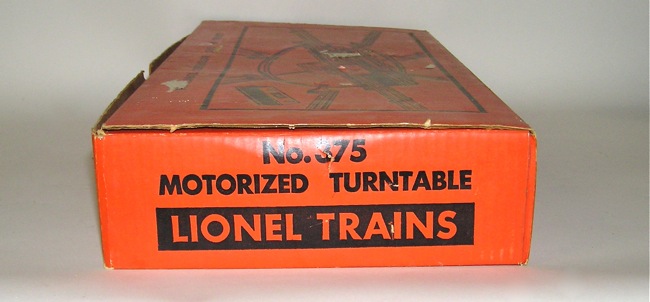 No. 375
MOTORIZED TURNTABLE
LIONEL TRAINS